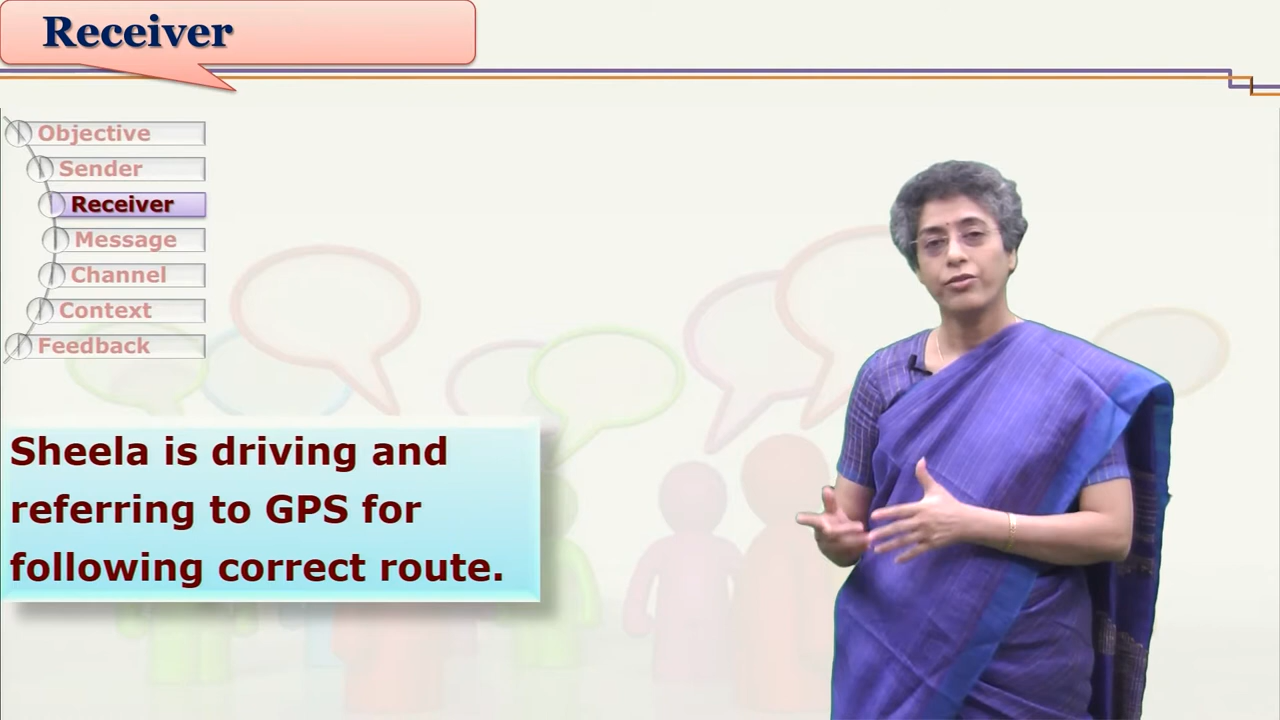 Receiver
Objective
Sender
Receiver
Message
Channel
Context
Feedback
Sheela is driving and
referring to GPS for
following correct route.